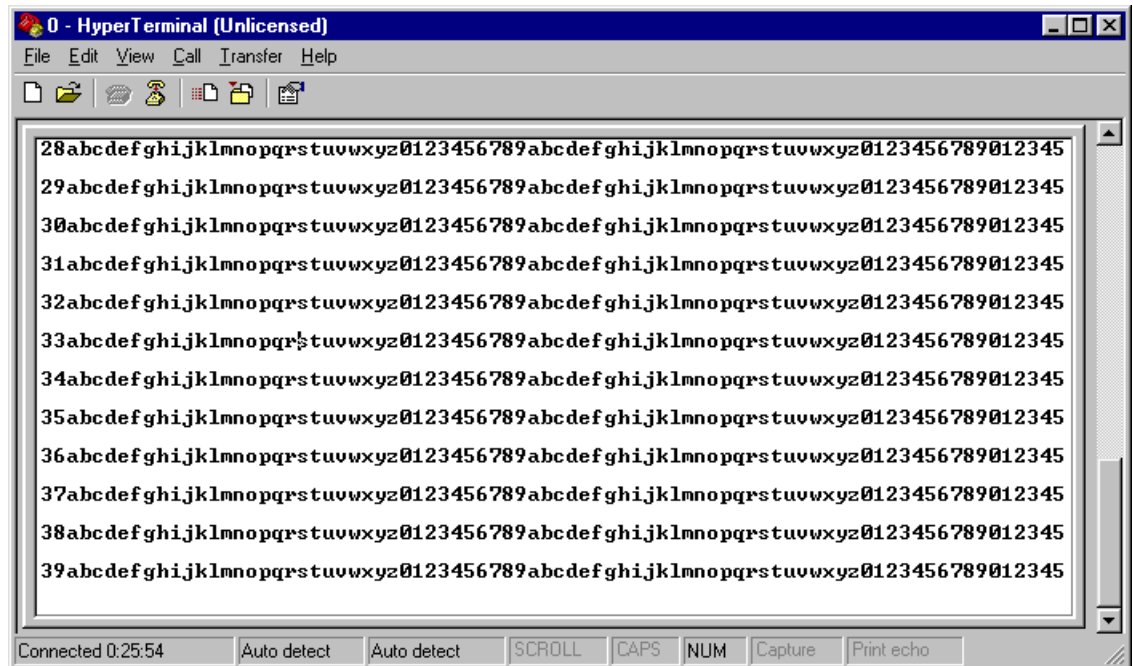 0 - HyperTerminal (Unlicensed)
File Edit View Call Transfer Help
28abcdefghijklmnopqrstuvwxyz0123456789abcdefghijklmnopqrstuvwxyz0123456789012345
29abcdefghijklmnopqrstuvwxyz0123456789abcdefghijklmnopqrstuvwxyz0123456789012345
30abcdefghijklmnopqrstuvwxyz0123456789abcdefghijklmnopqrstuvwxyz0123456789012345
31abcdefghijklmnopqrstuvwxyz0123456789abcdefghijklmnopqrstuvwxyz0123456789012345
32abcdefghijklmnopqrstuvwxyz0123456789abcdefghijklmnopqrstuvwxyz0123456789012345
33abcdefghijklmnopqrstuvwxyz0123456789abcdefghijklmnopqrstuvwxyz0123456789012345
34abcdefghijklmnopqrstuvwxyz0123456789abcdefghijklmnopqrstuvwxyz0123456789012345
35abcdefghijklmnopqrstuvwxyz0123456789abcdefghijklmnopqrstuvwxyz0123456789012345
36abcdefghijklmnopqrstuvwxyz0123456789abcdefghijklmnopqrstuvwxyz0123456789012345
37abcdefghijklmnopqrstuvwxyz0123456789abcdefghijklmnopqrstuvwxyz0123456789012345
38abcdefghijklmnopqrstuvwxyz0123456789abcdefghijklmnopqrstuvwxyz0123456789012345
39abcdefghijklmnopqrstuvwxyz0123456789abcdefghijklmnopqrstuvwxyz0123456789012345
Connected 0:25:54 Auto detect Auto detect SCROLL CAPS NUM Capture Print echo